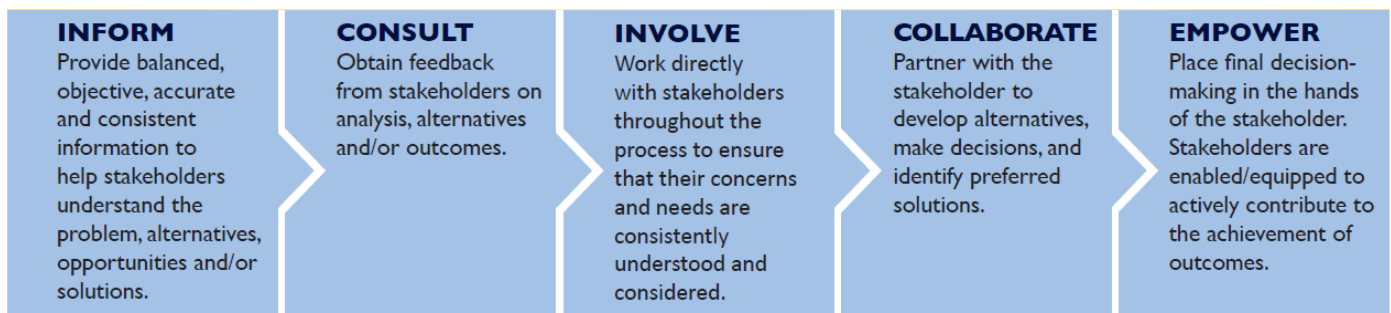 INFORM
Provide balanced,
objective, accurate
and consistent
information to
help stakeholders
understand the
problem, alternatives,
opportunities and/or
solutions.
CONSULT
Obtain feedback
from stakeholders on
analysis, alternatives
and/or outcomes.
INVOLVE
Work directly
with stakeholders
throughout the
process to ensure
that their concerns
and needs are
consistently
understood and
considered.
COLLABORATE
Partner with the
stakeholder to
develop alternatives,
make decisions, and
identify preferred
solutions.
EMPOWER
Place final decision-
making in the hands
of the stakeholder.
Stakeholders are
enabled/equipped to
actively contribute to
the achievement of
outcomes.